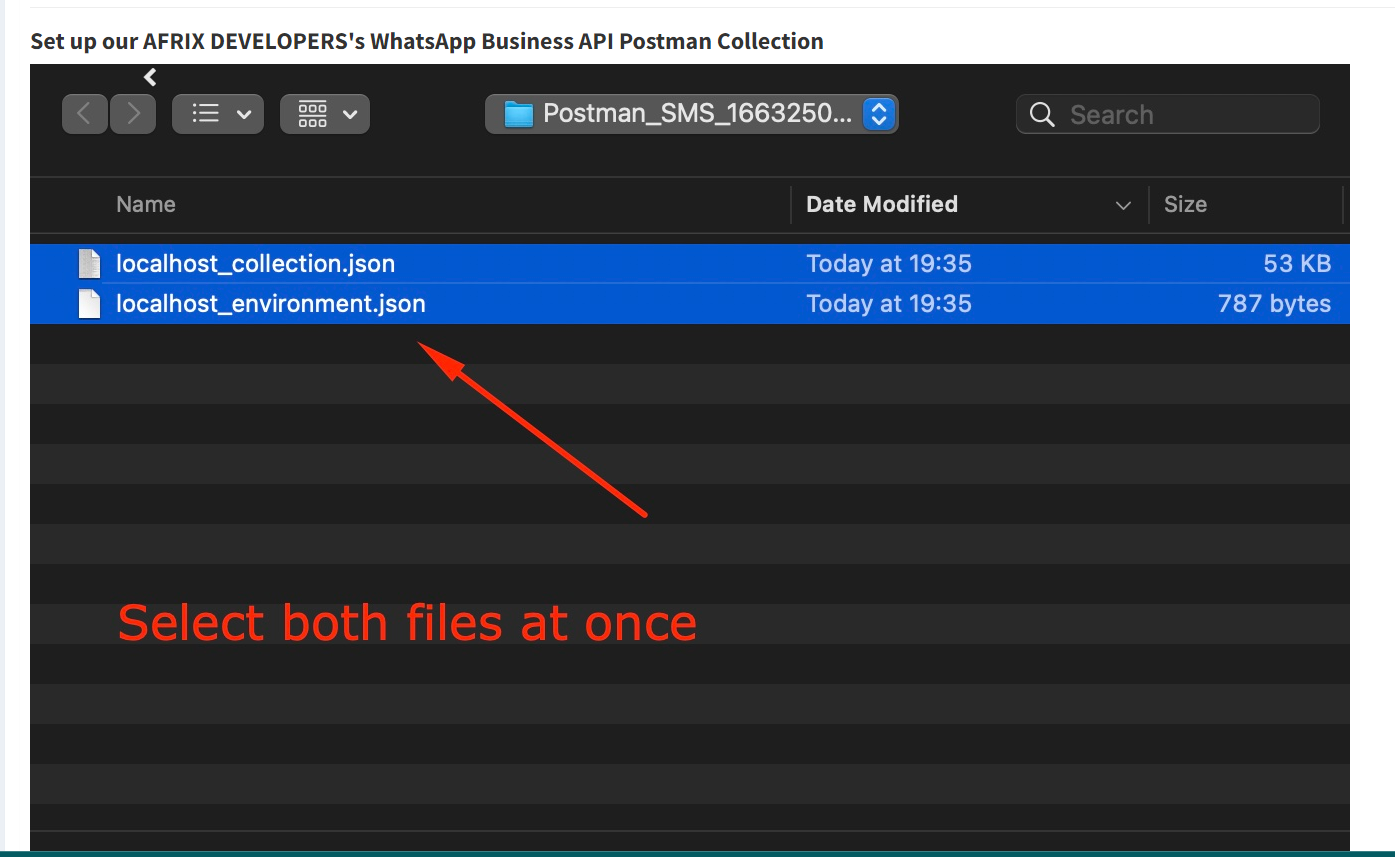 Set up our AFRIX DEVELOPERS's WhatsApp Business API Postman Collection
Postman_SMS_1663250...
Search
Name Date Modified Size
localhost_collection.json Today at 19:35 53 KB
localhost_environment.json Today at 19:35 787 bytes
Select both files at once